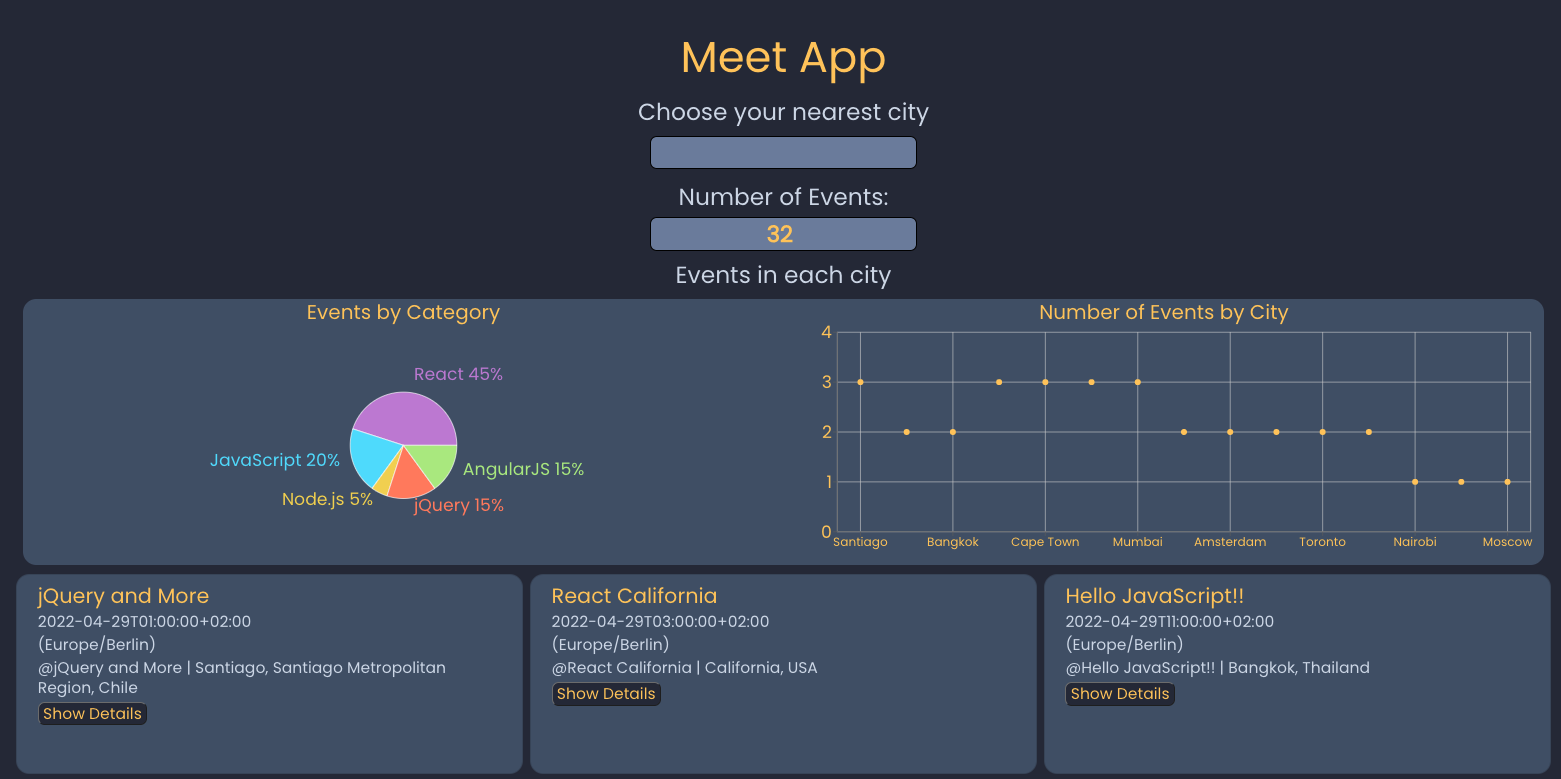 Meet App
Choose your nearest city
Number of Events:
32
Events in each city
Events by Category
React 45%
JavaScript 20%
AngularJS 15%
Node.js 5%
jQuery 15%
Number of Events by City
4
3
2
1
0
Santiago Bangkok Cape Town Mumbai Amsterdam Toronto Nairobi Moscow
jQuery and More
2022-04-29T01:00:00+02:00
(Europe/Berlin)
@jQuery and More | Santiago, Santiago Metropolitan
Region, Chile
Show Details
React California
2022-04-29T03:00:00+02:00
(Europe/Berlin)
@React California | California, USA
Show Details
Hello JavaScript!!
2022-04-29T11:00:00+02:00
(Europe/Berlin)
@Hello JavaScript!! | Bangkok, Thailand
Show Details